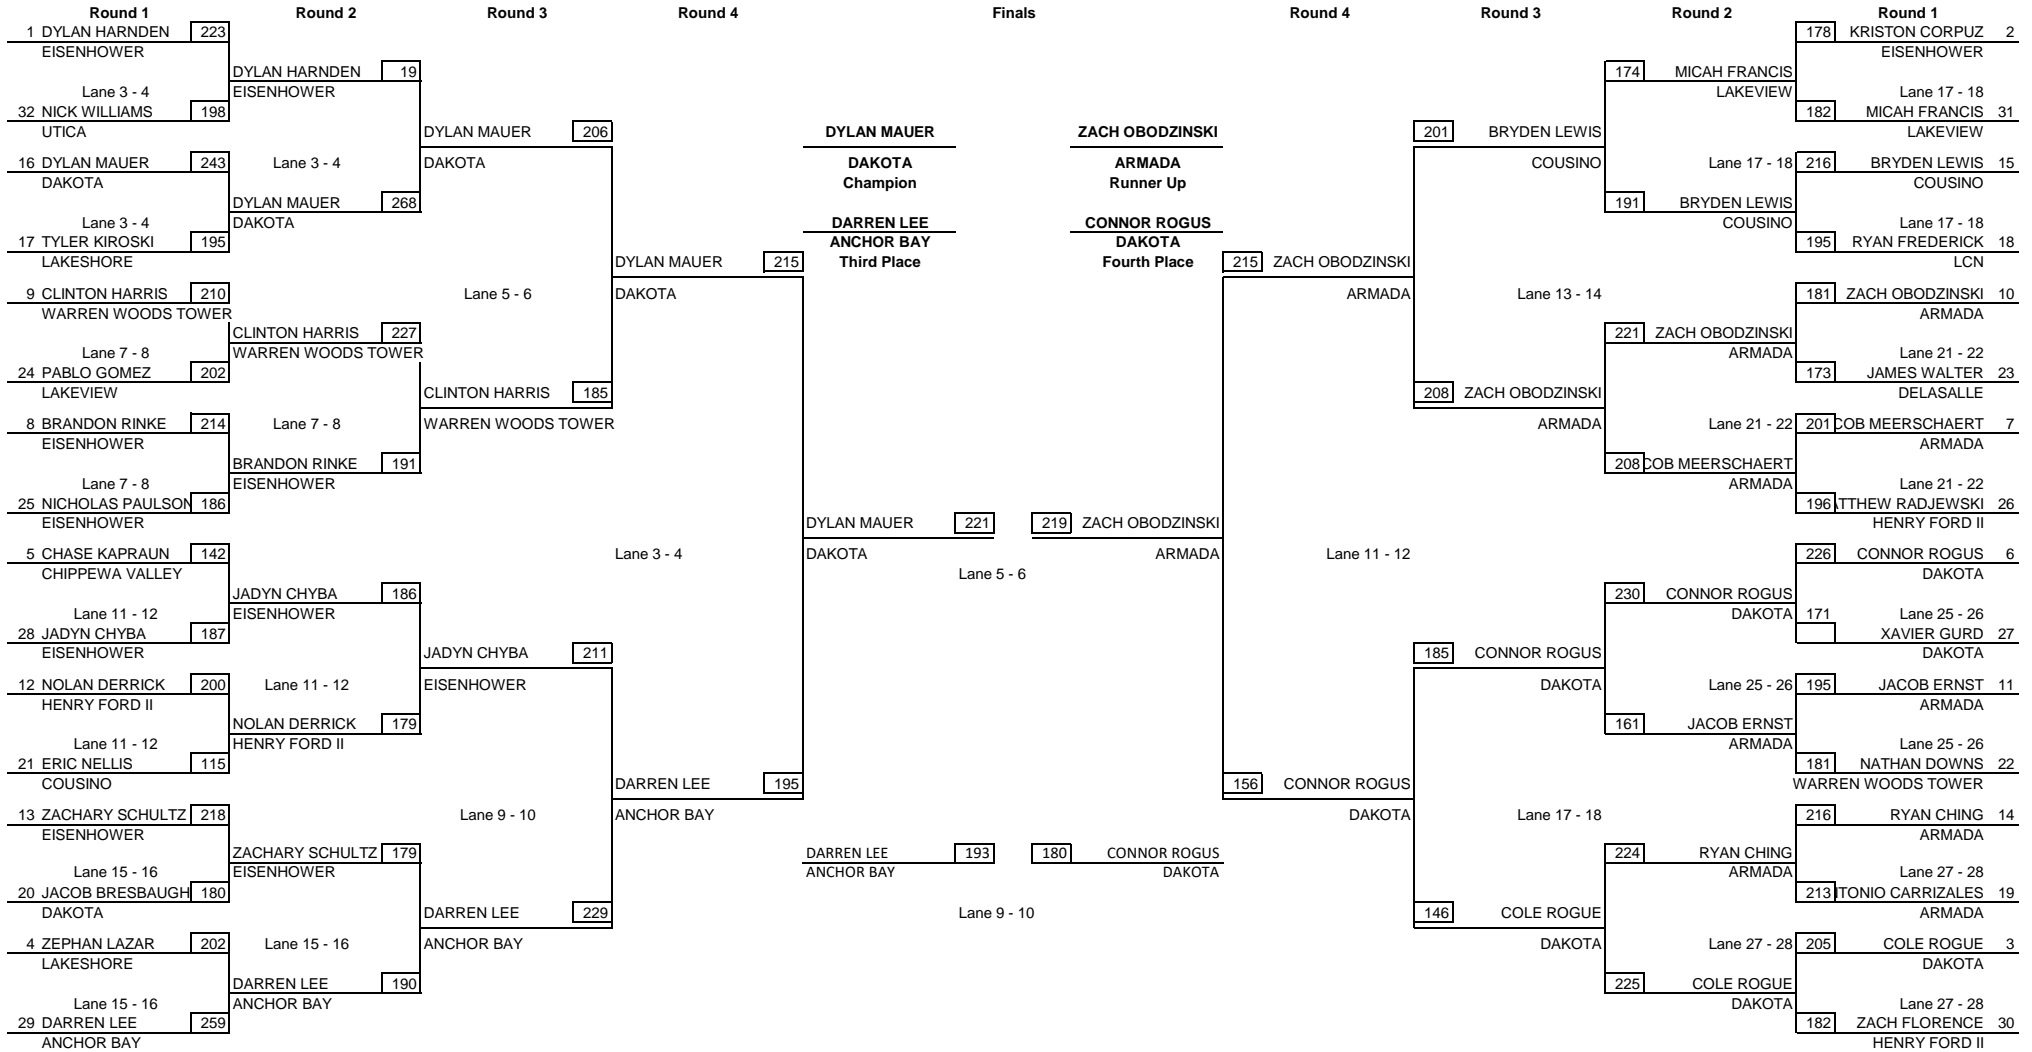 Round 1 Round 2 Round 3 Round 4 Finals Round 4 Round 3 Round 2 Round 1
1 DYLAN HARNDEN 223
EISENHOWER
Lane 3 - 4
32 NICK WILLIAMS 198
UTICA
16 DYLAN MAUER 243
DAKOTA
Lane 3 - 4
17 TYLER KIROSKI 195
LAKESHORE
9 CLINTON HARRIS 210
WARREN WOODS TOWER
Lane 7 - 8
24 PABLO GOMEZ 202
LAKEVIEW
8 BRANDON RINKE 214
EISENHOWER
Lane 7 - 8
25 NICHOLAS PAULSON 186
EISENHOWER
5 CHASE KAPRAUN 142
CHIPPEWA VALLEY
Lane 11 - 12
28 JADYN CHYBA 187
EISENHOWER
12 NOLAN DERRICK 200
HENRY FORD II
Lane 11 - 12
21 ERIC NELLIS 115
COUSINO
13 ZACHARY SCHULTZ 218
EISENHOWER
Lane 15 - 16
20 JACOB BRESBAUGH 180
DAKOTA
4 ZEPHAN LAZAR 202
LAKESHORE
Lane 15 - 16
29 DARREN LEE 259
ANCHOR BAY
DYLAN HARNDEN 19
EISENHOWER
Lane 3 - 4
DYLAN MAUER 268
DAKOTA
CLINTON HARRIS 227
WARREN WOODS TOWER
Lane 7 - 8
BRANDON RINKE 191
EISENHOWER
JADYN CHYBA 186
EISENHOWER
Lane 11 - 12
NOLAN DERRICK 179
HENRY FORD II
ZACHARY SCHULTZ 179
EISENHOWER
Lane 15 - 16
DARREN LEE 190
ANCHOR BAY
DYLAN MAUER 206
DAKOTA
Lane 5 - 6
CLINTON HARRIS 185
WARREN WOODS TOWER
JADYN CHYBA 211
EISENHOWER
Lane 9 - 10
DARREN LEE 229
ANCHOR BAY
DYLAN MAUER 215
DAKOTA
Lane 3 - 4
DARREN LEE 195
ANCHOR BAY
DYLAN MAUER ZACH OBODZINSKI
DAKOTA ARMADA
Champion Runner Up
DARREN LEE CONNOR ROGUS
ANCHOR BAY DAKOTA
Third Place Fourth Place
DYLAN MAUER 221 219 ZACH OBODZINSKI
DAKOTA ARMADA
Lane 5 - 6
DARREN LEE 193 180 CONNOR ROGUS
ANCHOR BAY DAKOTA
Lane 9 - 10
215 ZACH OBODZINSKI
ARMADA
Lane 11 - 12
156 CONNOR ROGUS
DAKOTA
201 BRYDEN LEWIS
COUSINO
Lane 13 - 14
208 ZACH OBODZINSKI
ARMADA
185 CONNOR ROGUS
DAKOTA
Lane 17 - 18
146 COLE ROGUE
DAKOTA
174 MICAH FRANCIS
LAKEVIEW
Lane 17 - 18
191 BRYDEN LEWIS
COUSINO
221 ZACH OBODZINSKI
ARMADA
Lane 21 - 22
208 COB MEERSCHAERT
ARMADA
230 CONNOR ROGUS
DAKOTA
Lane 25 - 26
161 JACOB ERNST
ARMADA
224 RYAN CHING
ARMADA
Lane 27 - 28
225 COLE ROGUE
DAKOTA
178 KRISTON CORPUZ 2
EISENHOWER
Lane 17 - 18
182 MICAH FRANCIS 31
LAKEVIEW
216 BRYDEN LEWIS 15
COUSINO
Lane 17 - 18
195 RYAN FREDERICK 18
LCN
181 ZACH OBODZINSKI 10
ARMADA
Lane 21 - 22
173 JAMES WALTER 23
DELASALLE
201 COB MEERSCHAERT 7
ARMADA
Lane 21 - 22
196 TTHEW RADJEWSKI 26
HENRY FORD II
226 CONNOR ROGUS 6
DAKOTA
171 Lane 25 - 26
XAVIER GURD 27
DAKOTA
195 JACOB ERNST 11
ARMADA
Lane 25 - 26
181 NATHAN DOWNS 22
WARREN WOODS TOWER
216 RYAN CHING 14
ARMADA
Lane 27 - 28
213 TONIO CARRIZALES 19
ARMADA
205 COLE ROGUE 3
DAKOTA
Lane 27 - 28
182 ZACH FLORENCE 30
HENRY FORD II